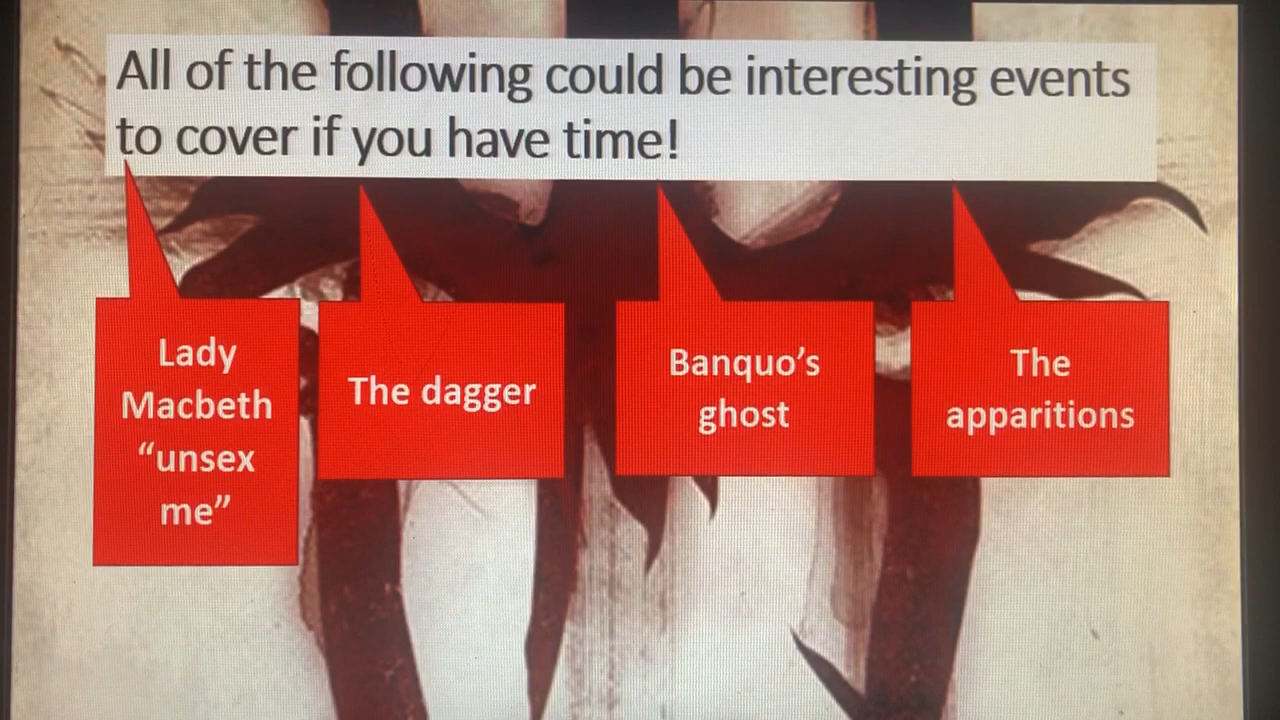 All of the following could be interesting events
to cover if you have time!
Lady
Macbeth
“unsex
me”
The dagger
Banquo’s
ghost
The
apparitions